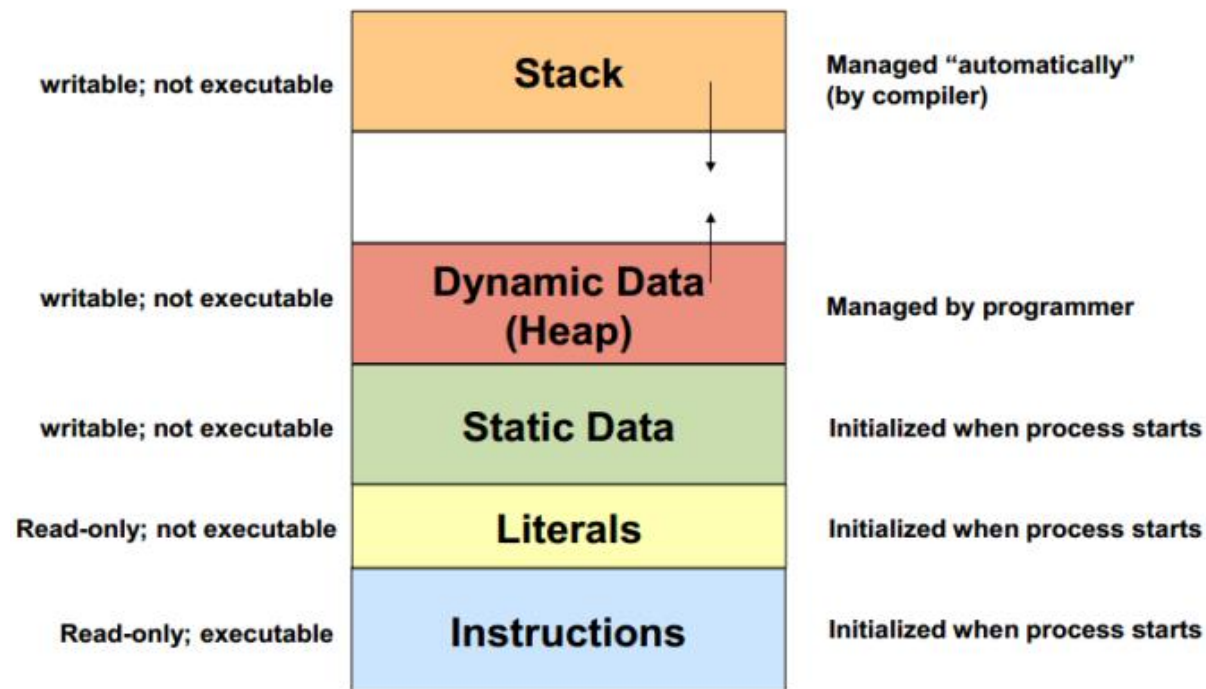 writable; not executable
Stack
Managed “automatically”
(by compiler)
writable; not executable
Dynamic Data
(Heap)
Managed by programmer
writable; not executable
Static Data
Initialized when process starts
Read-only; not executable
Literals
Initialized when process starts
Read-only; executable
Instructions
Initialized when process starts